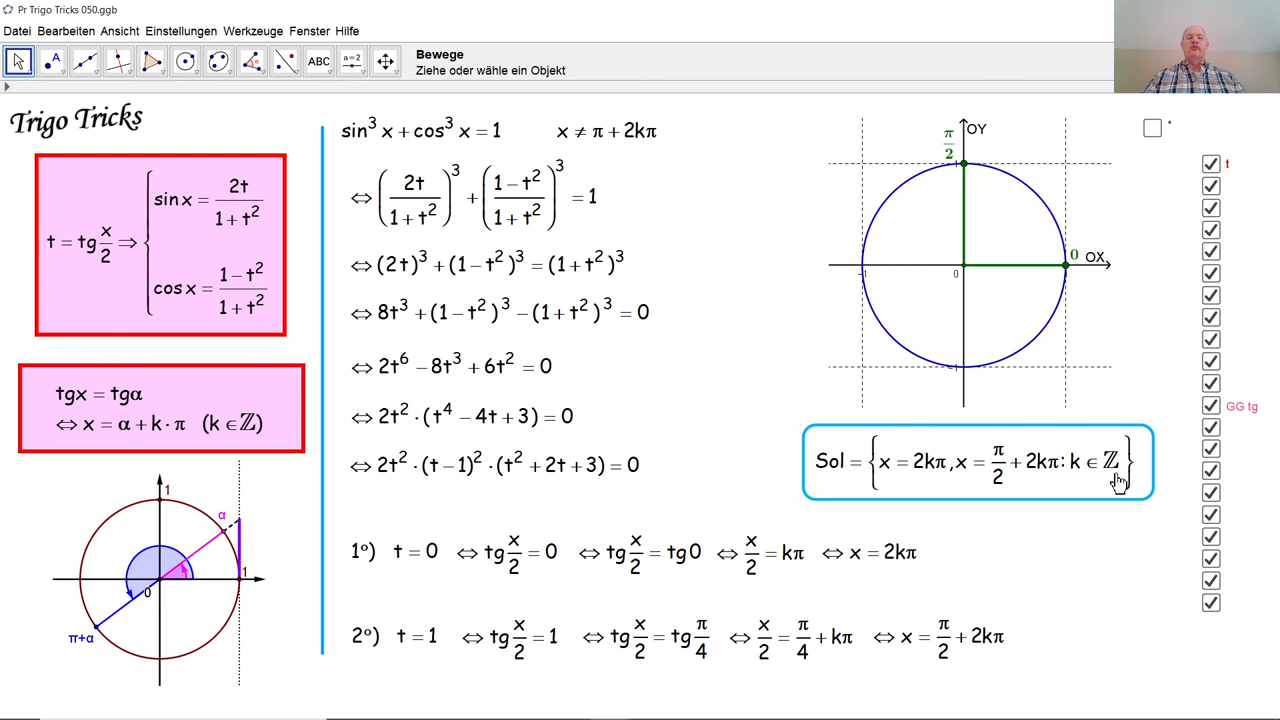 Pr Trigo Tricks 050.ggb
Datei Bearbeiten Ansicht Einstellungen Werkzeuge Fenster Hilfe
A
ABC
a=2
Bewege
Ziehe oder wähle ein Objekt
Trigo Tricks
t = tg x/2 ⇒ { sin x = 2t/(1+t²)
cos x = (1−t²)/(1+t²)
tgx = tgα
⇔ x = α + k · π (k ∈ ℤ)
1
α
0
1
π+α
sin³ x + cos³ x = 1 x ≠ π + 2kπ
⇔ (2t/(1+t²))³ + ((1−t²)/(1+t²))³ = 1
⇔ (2t)³ + (1−t²)³ = (1+t²)³
⇔ 8t³ + (1−t²)³ − (1+t²)³ = 0
⇔ 2t⁶ − 8t³ + 6t² = 0
⇔ 2t² · (t⁴ − 4t + 3) = 0
⇔ 2t² · (t−1)² · (t² + 2t + 3) = 0
π/2
OY
0 OX
−1
0
−1
Sol = { x = 2kπ, x = π/2 + 2kπ: k ∈ ℤ }
1°) t = 0 ⇔ tg x/2 = 0 ⇔ tg x/2 = tg0 ⇔ x/2 = kπ ⇔ x = 2kπ
2°) t = 1 ⇔ tg x/2 = 1 ⇔ tg x/2 = tg π/4 ⇔ x/2 = π/4 + kπ ⇔ x = π/2 + 2kπ
*
t
GG tg